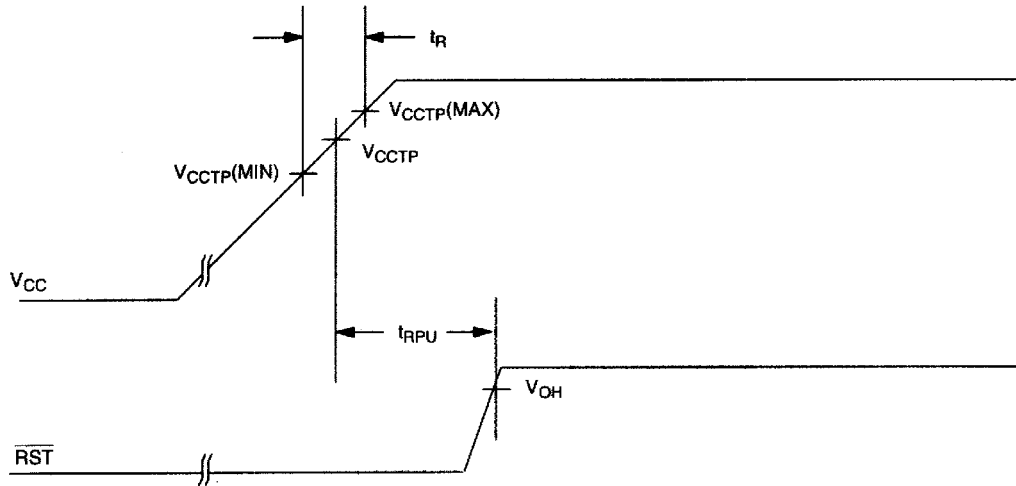 tR
VCCTP(MAX)
VCCTP
VCCTP(MIN)
VCC
tRPU
VOH
RST